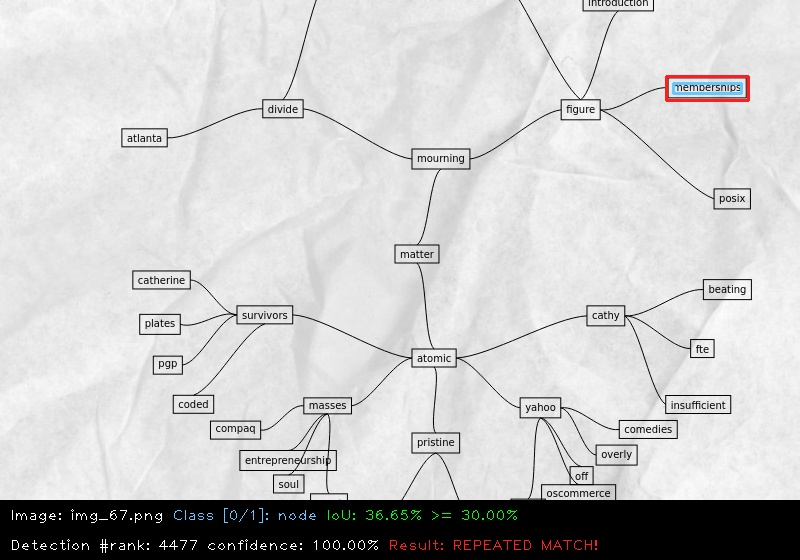 introduction
memberships
divide
figure
atlanta
mourning
posix
matter
catherine
beating
survivors
cathy
plates
fte
atomic
pgp
coded
masses
yahoo
insufficient
compaq
comedies
pristine
overly
entrepreneurship
off
soul
oscommerce
Image: img_67.png Class [0/1]: node IoU: 36.65% >= 30.00%
Detection #rank: 4477 confidence: 100.00% Result: REPEATED MATCH!